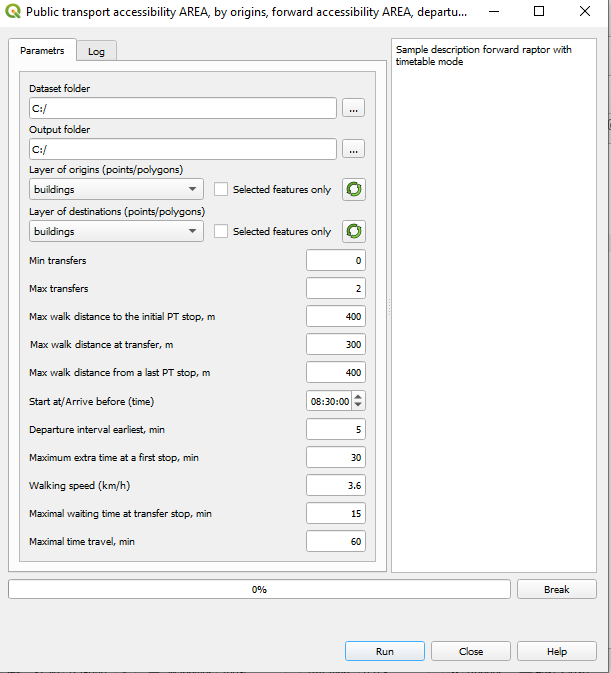 Public transport accessibility AREA, by origins, forward accessibility AREA, departu...
Parametrs
Log
Sample description forward raptor with
timetable mode
Dataset folder
C:/
...
Output folder
C:/
...
Layer of origins (points/polygons)
buildings
Selected features only
Layer of destinations (points/polygons)
buildings
Selected features only
Min transfers 0
Max transfers 2
Max walk distance to the initial PT stop, m 400
Max walk distance at transfer, m 300
Max walk distance from a last PT stop, m 400
Start at/Arrive before (time) 08:30:00
Departure interval earliest, min 5
Maximum extra time at a first stop, min 30
Walking speed (km/h) 3.6
Maximal waiting time at transfer stop, min 15
Maximal time travel, min 60
0%
Break
Run
Close
Help